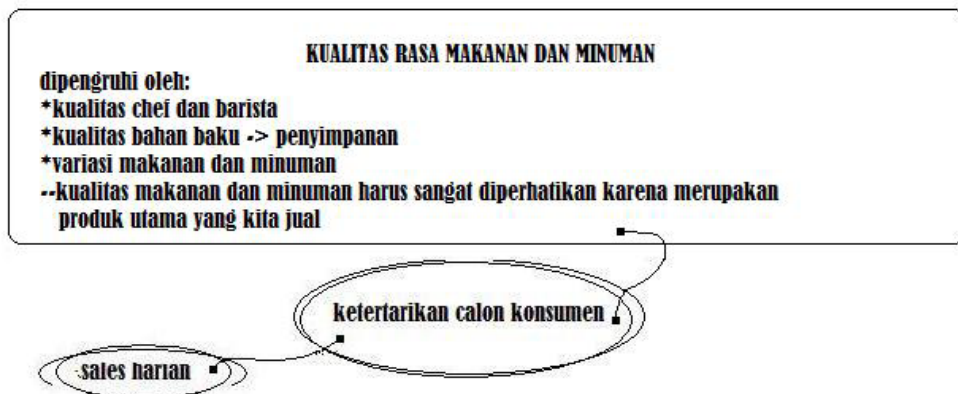 KUALITAS RASA MAKANAN DAN MINUMAN
dipengruhi oleh:
*kualitas chef dan barista
*kualitas bahan baku -> penyimpanan
*variasi makanan dan minuman
--kualitas makanan dan minuman harus sangat diperhatikan karena merupakan
produk utama yang kita jual
ketertarikan calon konsumen
sales harian